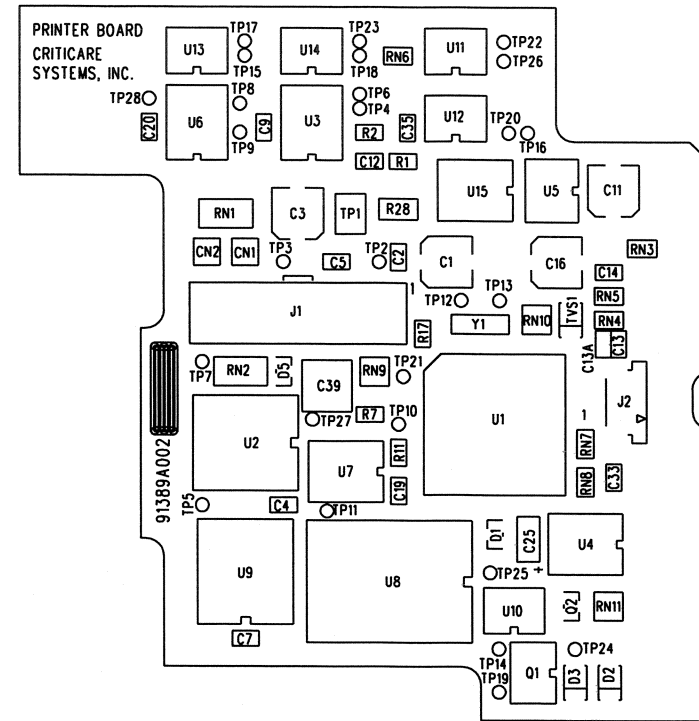 PRINTER BOARD
CRITICARE
SYSTEMS, INC.
U13
TP17
TP15
U14
TP23
TP18
RN6
U11
TP22
TP26
TP28
C20
U6
TP8
TP9
C9
U3
TP6
TP4
R2
C35
U12
TP20
TP16
C12
R1
U15
U5
C11
RN1
C3
TP1
R28
CN2
CN1
TP3
C5
TP2
C2
C1
C16
RN3
C14
RN5
RN4
J1
1
TP12
TP13
R17
Y1
RN10
TVS1
C13A
C13
TP7
RN2
D5
C39
RN9
TP21
U1
J2
1
U2
TP27
R7
TP10
RN7
U7
R11
C19
RN8
C33
91389A002
TP5
C4
TP11
U9
U8
D1
C25
U4
TP25
+
U10
Q2
RN11
C7
TP14
TP19
Q1
TP24
D3
D2